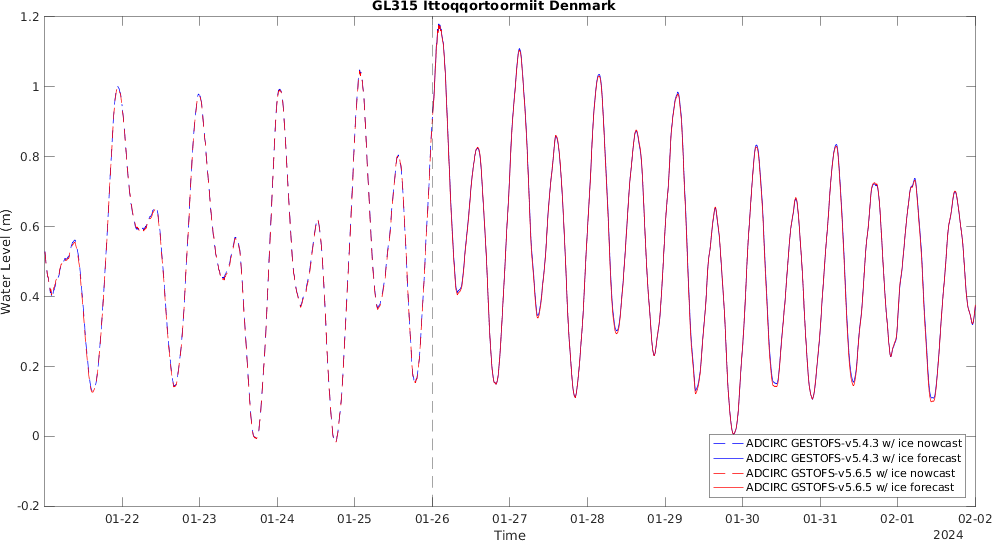 GL315 Ittoqqortoormiit Denmark
1.2
1
0.8
0.6
0.4
0.2
0
-0.2
Water Level (m)
01-22 01-23 01-24 01-25 01-26 01-27 01-28 01-29 01-30 01-31 02-01 02-02
Time
2024
ADCIRC GESTOFS-v5.4.3 w/ ice nowcast
ADCIRC GESTOFS-v5.4.3 w/ ice forecast
ADCIRC GSTOFS-v5.6.5 w/ ice nowcast
ADCIRC GSTOFS-v5.6.5 w/ ice forecast